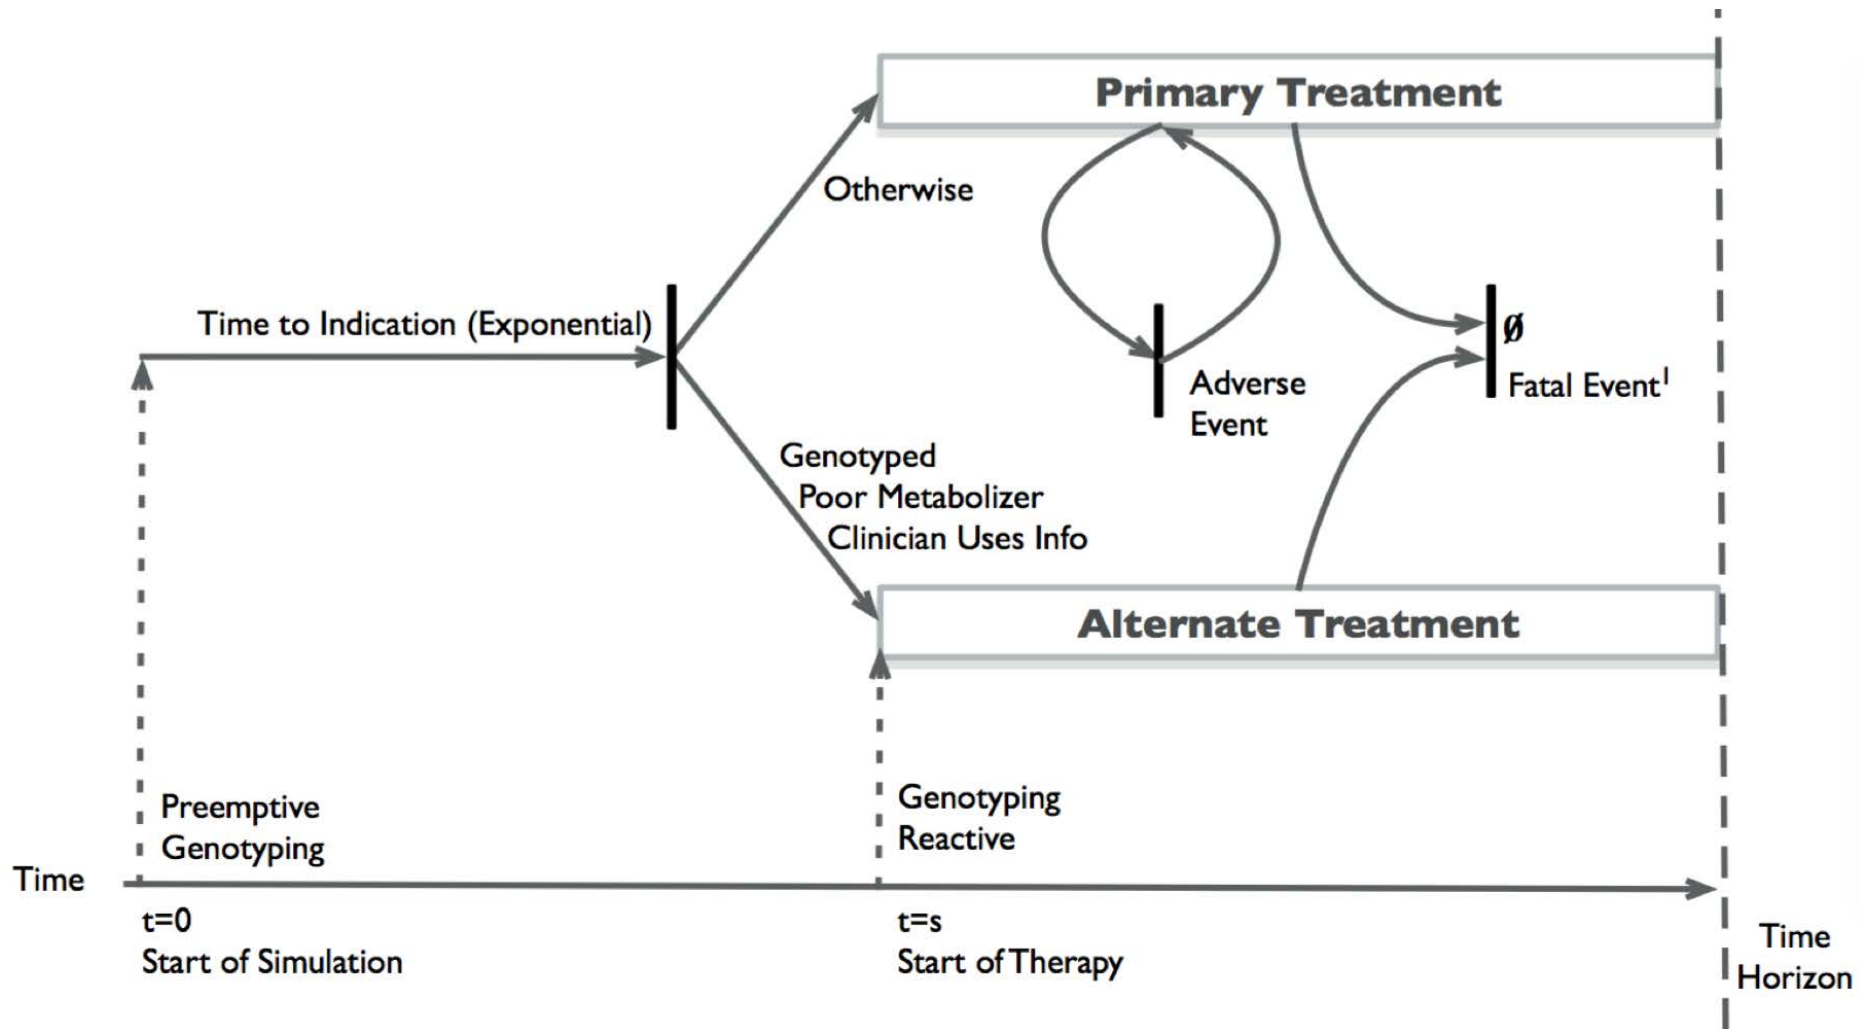 Primary Treatment
Otherwise
Time to Indication (Exponential)
Ø
Fatal Event¹
Adverse
Event
Genotyped
Poor Metabolizer
Clinician Uses Info
Alternate Treatment
Preemptive
Genotyping
Genotyping
Reactive
Time
t=0
Start of Simulation
t=s
Start of Therapy
Time
Horizon